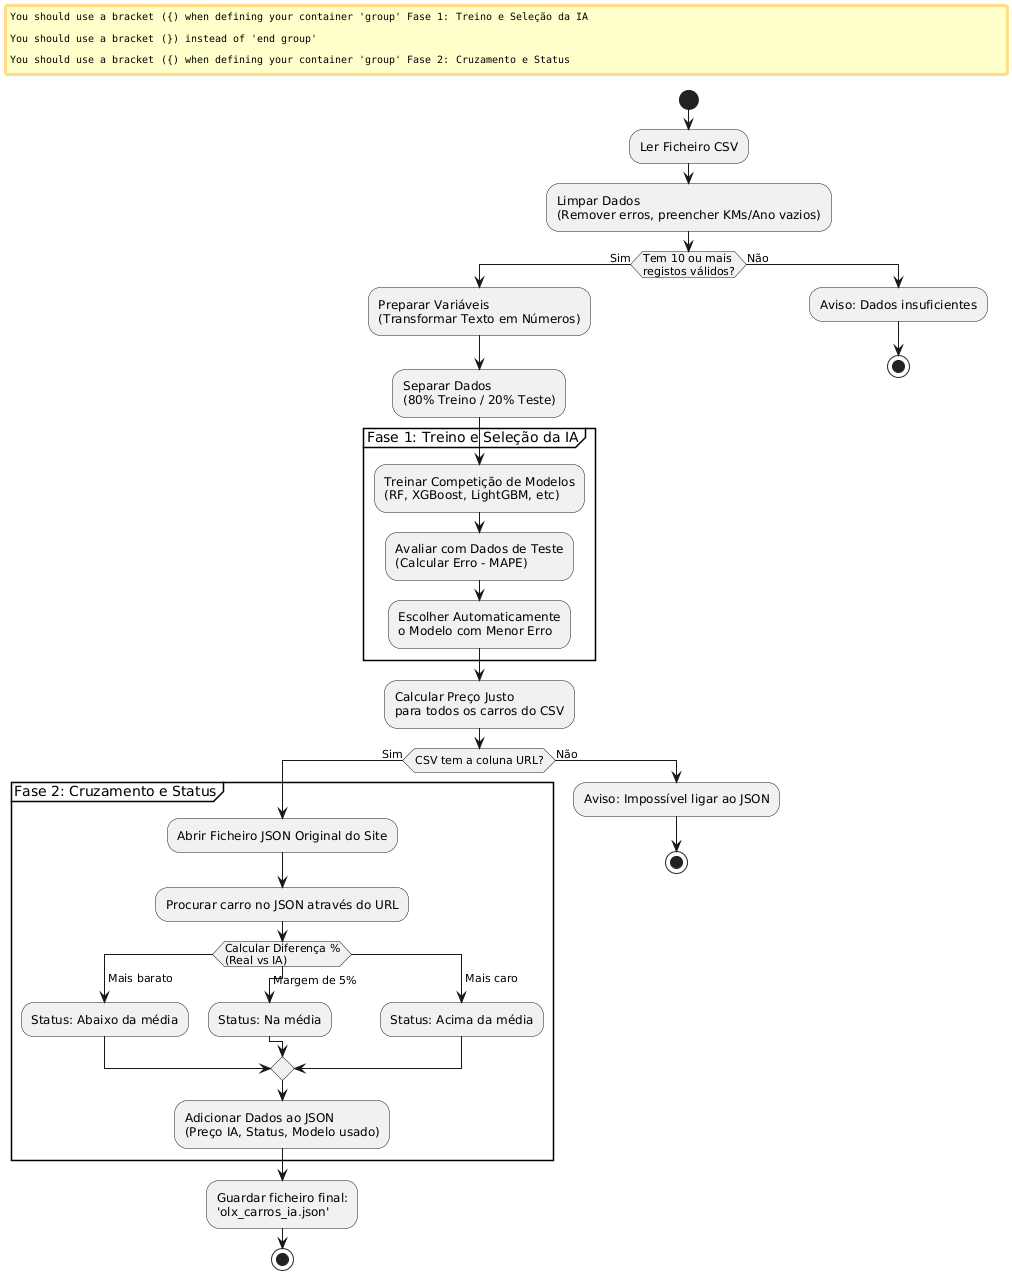 You should use a bracket ({) when defining your container 'group' Fase 1: Treino e Seleção da IA
You should use a bracket (}) instead of 'end group'
You should use a bracket ({) when defining your container 'group' Fase 2: Cruzamento e Status
Ler Ficheiro CSV
Limpar Dados
(Remover erros, preencher KMs/Ano vazios)
Sim
Tem 10 ou mais
registos válidos?
Não
Preparar Variáveis
(Transformar Texto em Números)
Aviso: Dados insuficientes
Separar Dados
(80% Treino / 20% Teste)
Fase 1: Treino e Seleção da IA
Treinar Competição de Modelos
(RF, XGBoost, LightGBM, etc)
Avaliar com Dados de Teste
(Calcular Erro - MAPE)
Escolher Automaticamente
o Modelo com Menor Erro
Calcular Preço Justo
para todos os carros do CSV
Sim
CSV tem a coluna URL?
Não
Fase 2: Cruzamento e Status
Aviso: Impossível ligar ao JSON
Abrir Ficheiro JSON Original do Site
Procurar carro no JSON através do URL
Calcular Diferença %
(Real vs IA)
Mais barato
Margem de 5%
Mais caro
Status: Abaixo da média
Status: Na média
Status: Acima da média
Adicionar Dados ao JSON
(Preço IA, Status, Modelo usado)
Guardar ficheiro final:
'olx_carros_ia.json'